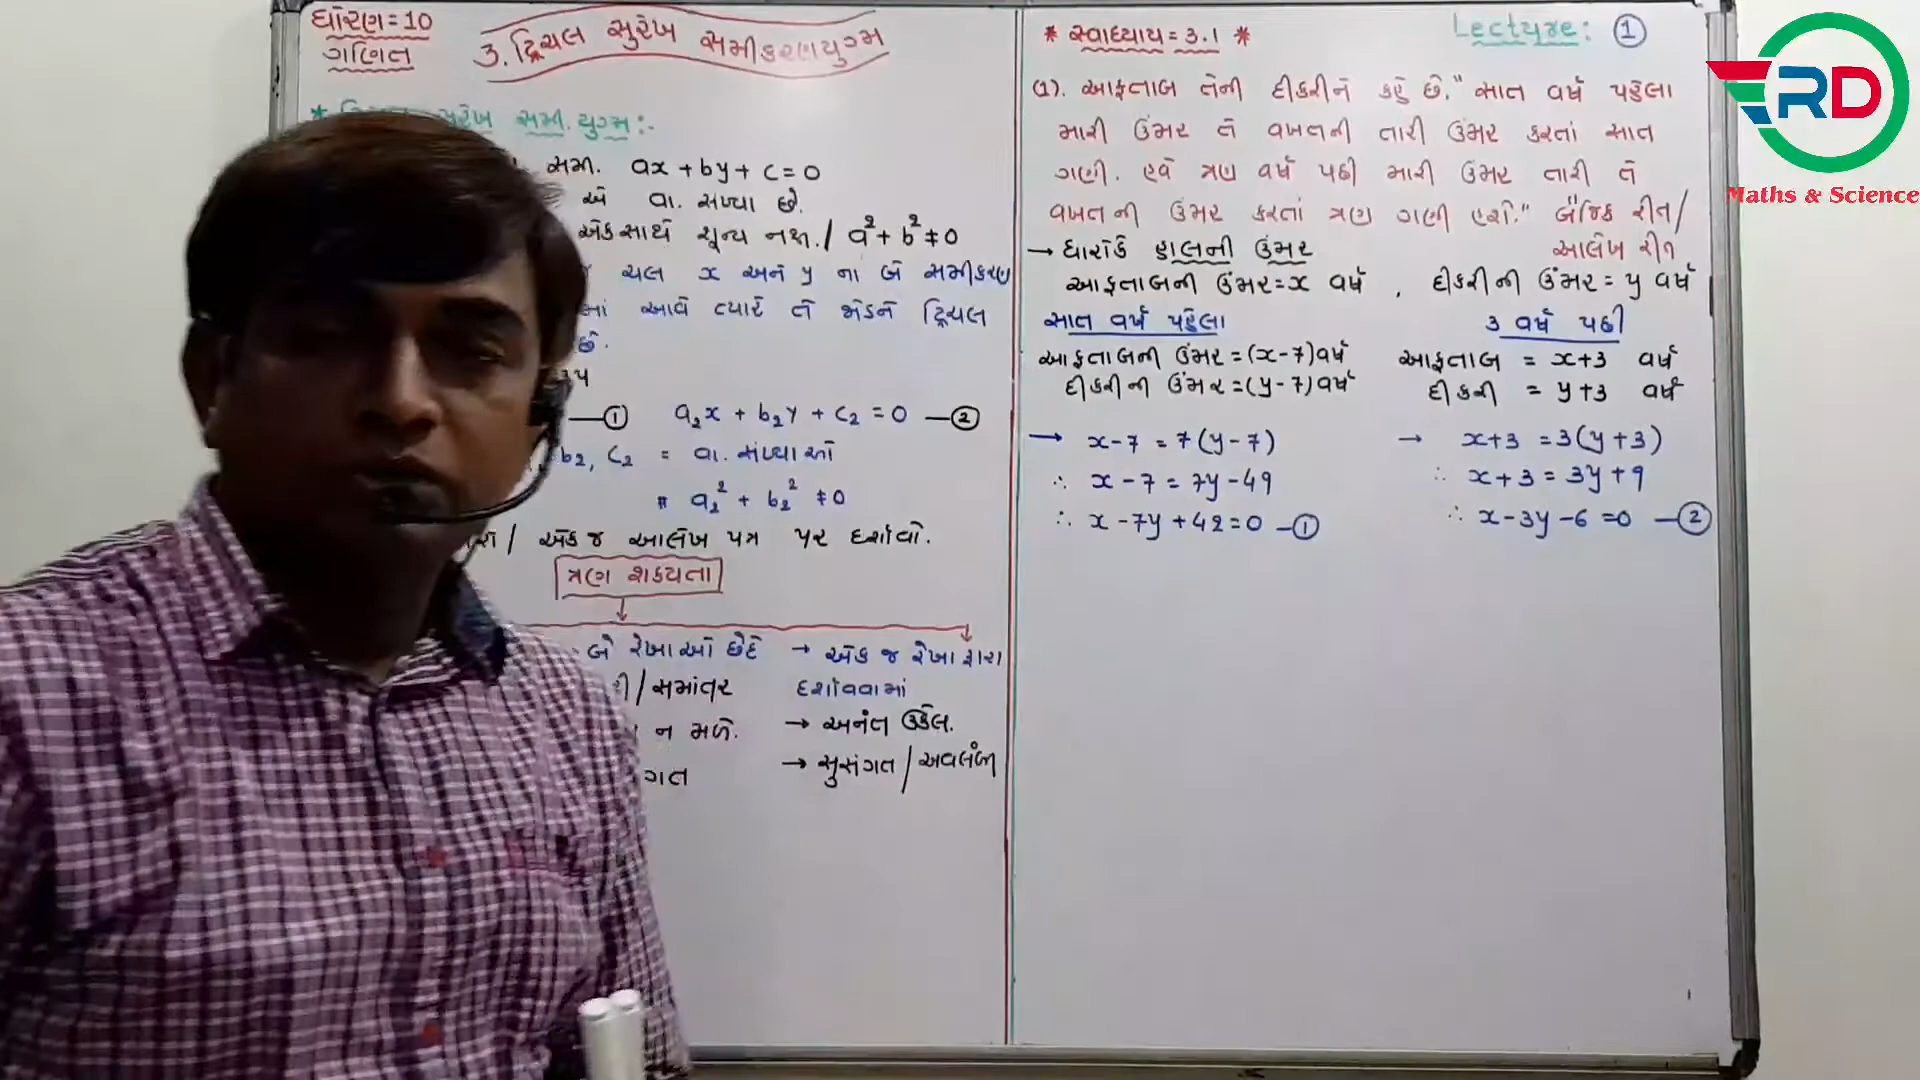 ધોરણ = 10
ગણિત
3. દ્વિચલ સુરેખ સમીકરણયુગ્મ
* સુરેખ સમી. યુગ્મ :-
સમી. ax + by + c = 0
એ વા. સંખ્યા છે.
એકસાથે શૂન્ય નથી. / a² + b² ≠ 0
ચલ x અને y ના બે સમીકરણ
માં આવે ત્યારે તે જોડને દ્વિચલ
છે.
—① a₂x + b₂y + c₂ = 0 —②
b₂, c₂ = વા. સંખ્યાઓ
a₂² + b₂² ≠ 0
/ એક જ આલેખ પત્ર પર દર્શાવો.
ત્રણ શક્યતા
બે રેખાઓ છેદે
/ સમાંતર
ન મળે.
ગત
→ એક જ રેખા દ્વારા
દર્શાવવામાં
→ અનંત ઉકેલ.
→ સુસંગત / અવલંબી
* સ્વાધ્યાય = 3.1 *
Lecture: ①
(1). આફતાબ તેની દીકરીને કહે છે, "સાત વર્ષ પહેલા
મારી ઉંમર તે વખતની તારી ઉંમર કરતાં સાત
ગણી. હવે ત્રણ વર્ષ પછી મારી ઉંમર તારી તે
વખતની ઉંમર કરતાં ત્રણ ગણી હશે." બૈજિક રીત /
આલેખ રીત
→ ધારોકે હાલની ઉંમર
આફતાબની ઉંમર = x વર્ષ , દીકરીની ઉંમર = y વર્ષ
સાત વર્ષ પહેલા
આફતાબની ઉંમર = (x-7) વર્ષ
દીકરીની ઉંમર = (y-7) વર્ષ
→ x-7 = 7(y-7)
∴ x-7 = 7y-49
∴ x-7y+42=0 —①
3 વર્ષ પછી
આફતાબ = x+3 વર્ષ
દીકરી = y+3 વર્ષ
→ x+3 = 3(y+3)
∴ x+3 = 3y+9
∴ x-3y-6=0 —②
RD
Maths & Science